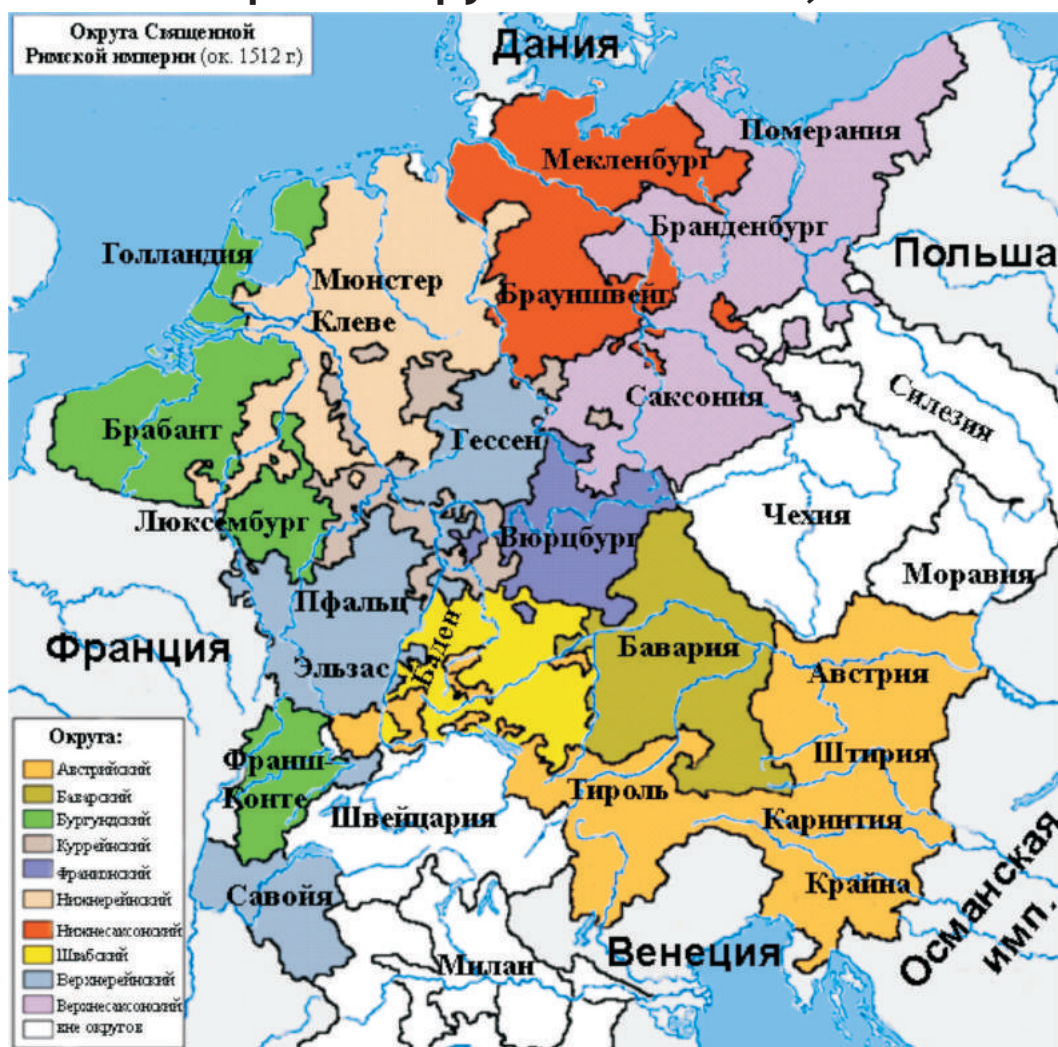 Округа Священной
Римской империи (ок. 1512 г.)
Дания
Померания
Мекленбург
Бранденбург
Голландия
Польша
Мюнстер
Брауншвейг
Клеве
Силезия
Саксония
Брабант
Гессен
Чехия
Люксембург
Вюрцбург
Моравия
Пфальц
Франция
Баден
Бавария
Эльзас
Австрия
Штирия
Франш-
Конте
Тироль
Швейцария
Каринтия
Савойя
Крайна
Османская
имп.
Венеция
Милан
Округа:
Австрийский
Баварский
Бургундский
Куррейнский
Франконский
Нижнерейнский
Нижнесаксонский
Швабский
Верхнерейнский
Верхнесаксонский
вне округов